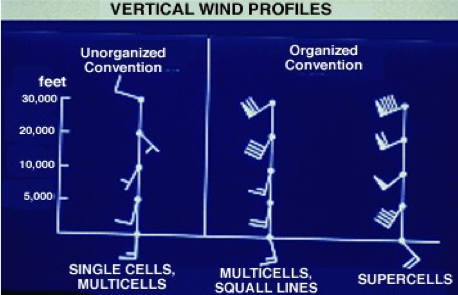 VERTICAL WIND PROFILES
Unorganized
Convention
Organized
Convention
feet
30,000
20,000
10,000
5,000
SINGLE CELLS,
MULTICELLS
MULTICELLS,
SQUALL LINES
SUPERCELLS